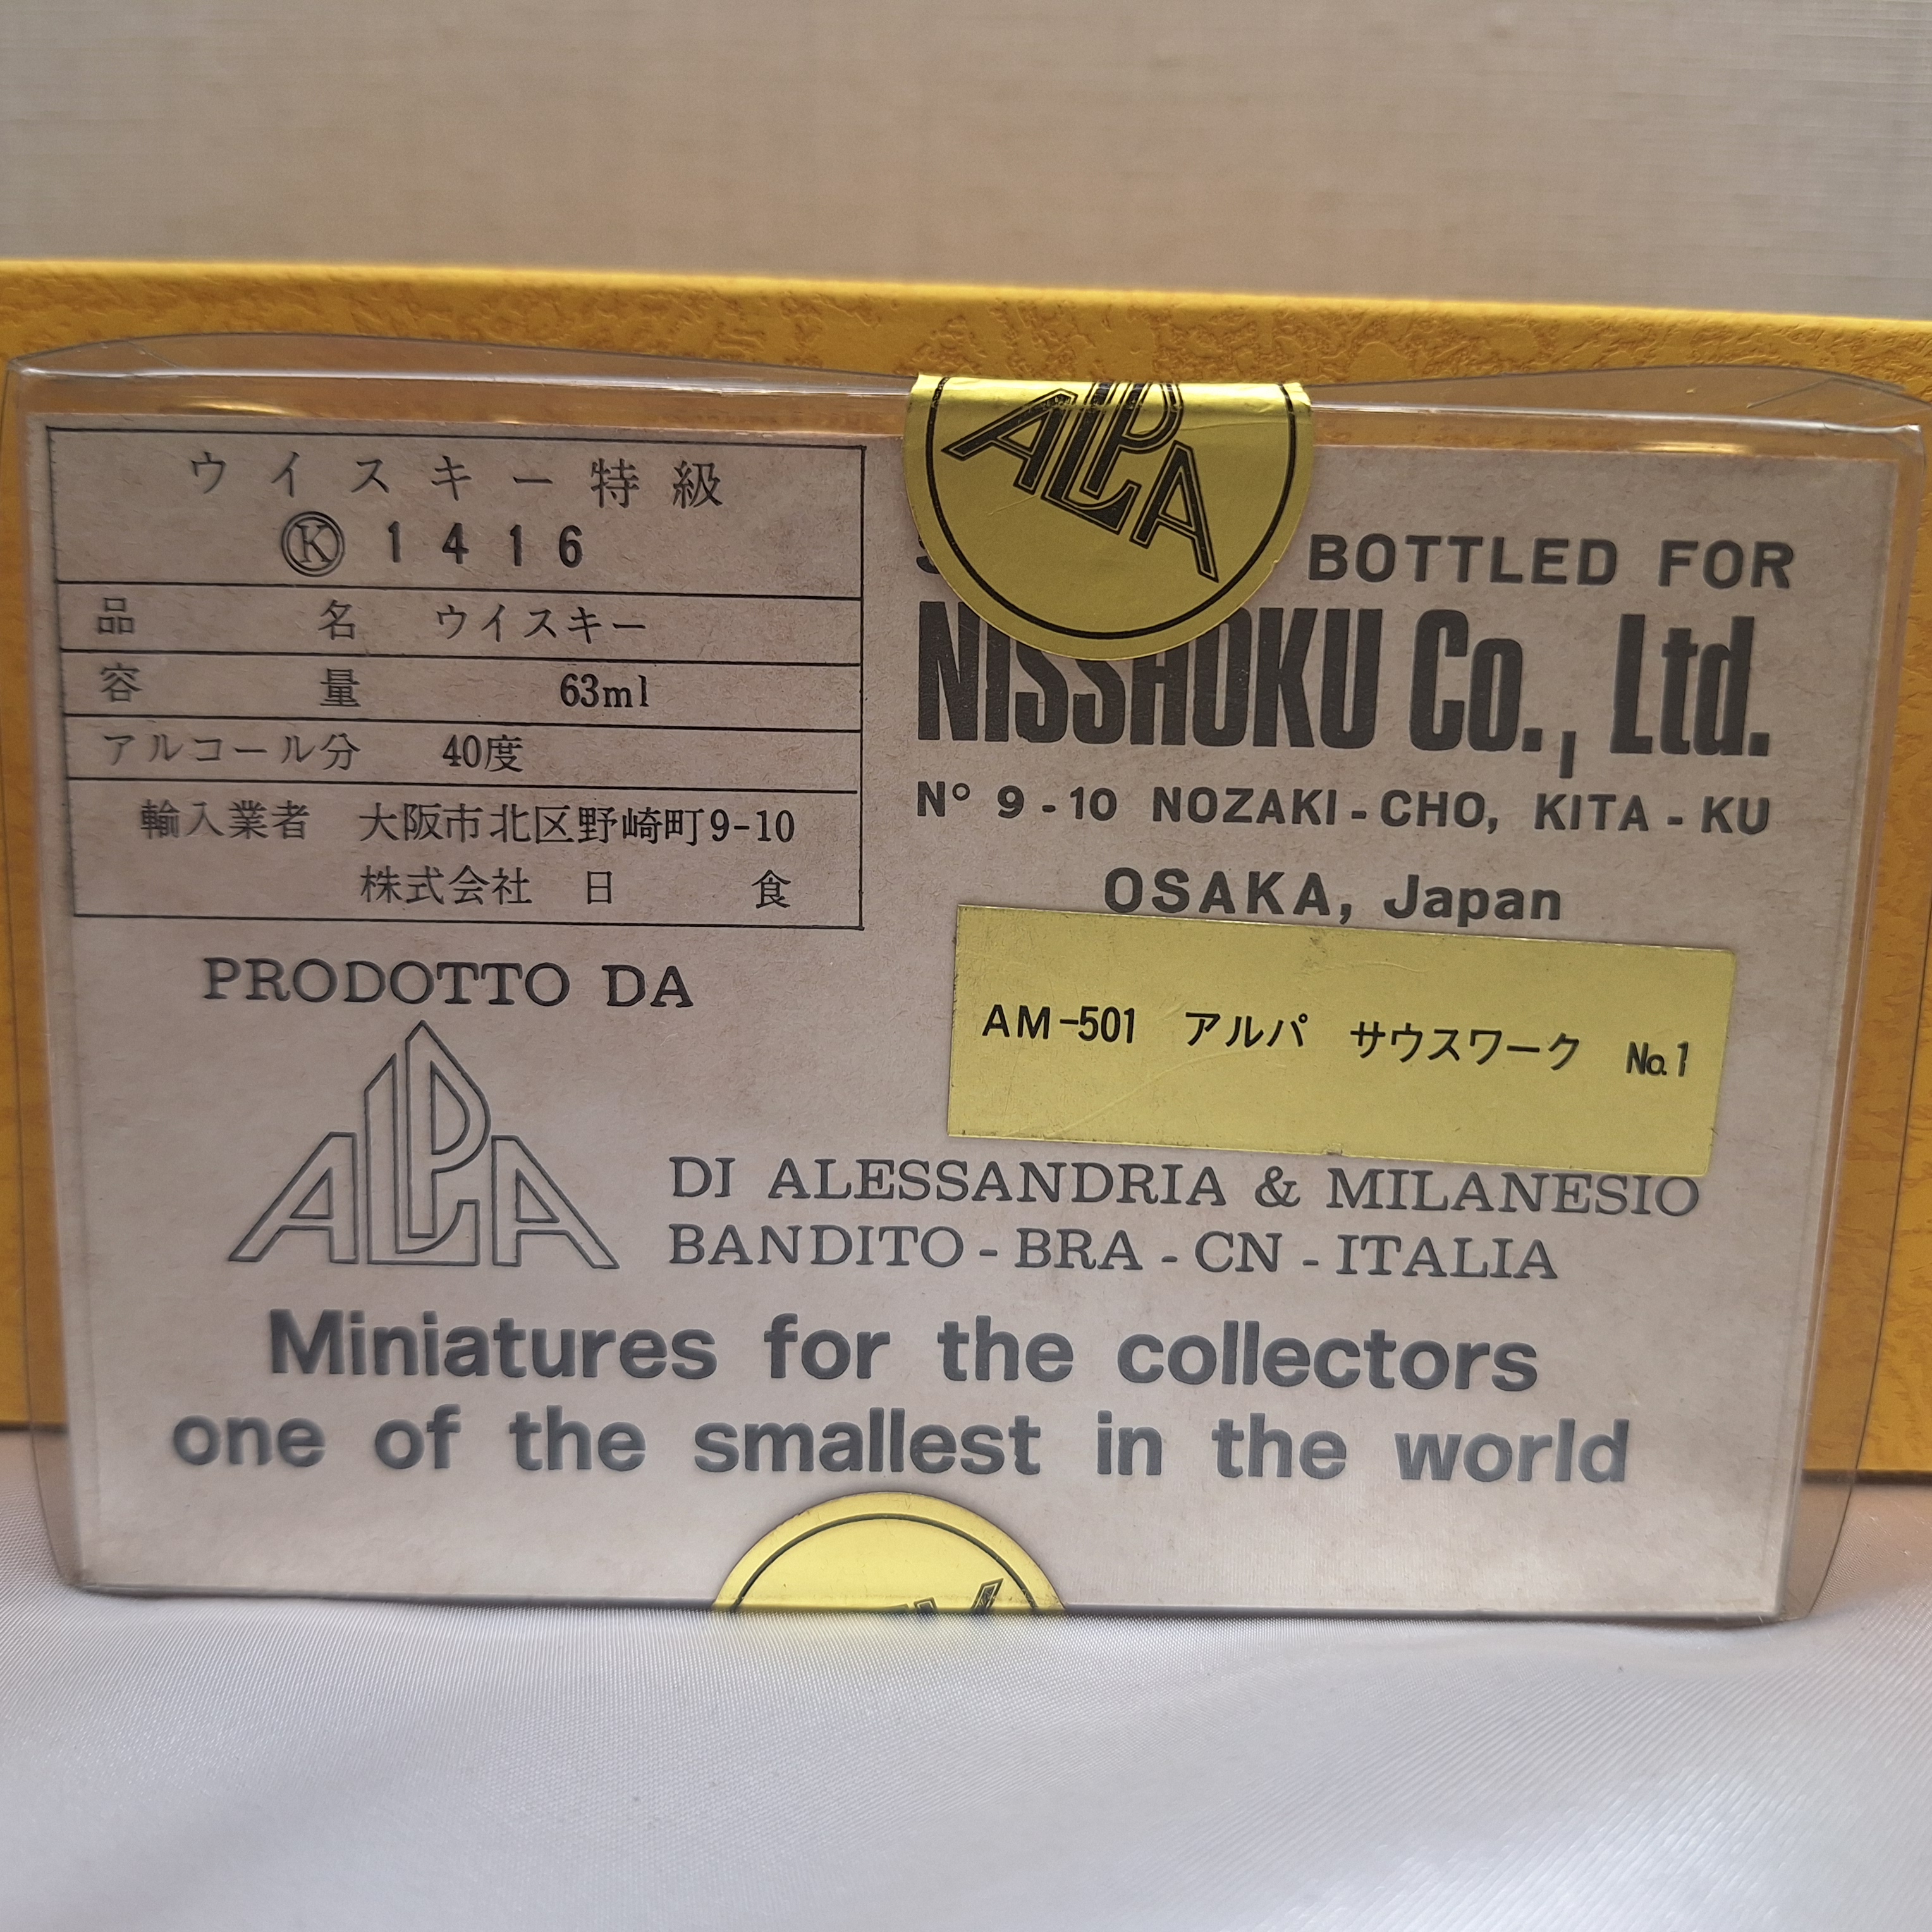 ウイスキー特級
Ⓚ 1416
品名 ウイスキー
容量 63ml
アルコール分 40度
輸入業者 大阪市北区野崎町9-10
株式会社 日食
ALPA
BOTTLED FOR
NISSHOKU Co., Ltd.
N° 9-10 NOZAKI-CHO, KITA-KU
OSAKA, Japan
AM-501 アルパ サウスワーク No.1
PRODOTTO DA
ALPA
DI ALESSANDRIA & MILANESIO
BANDITO - BRA - CN - ITALIA
Miniatures for the collectors
one of the smallest in the world